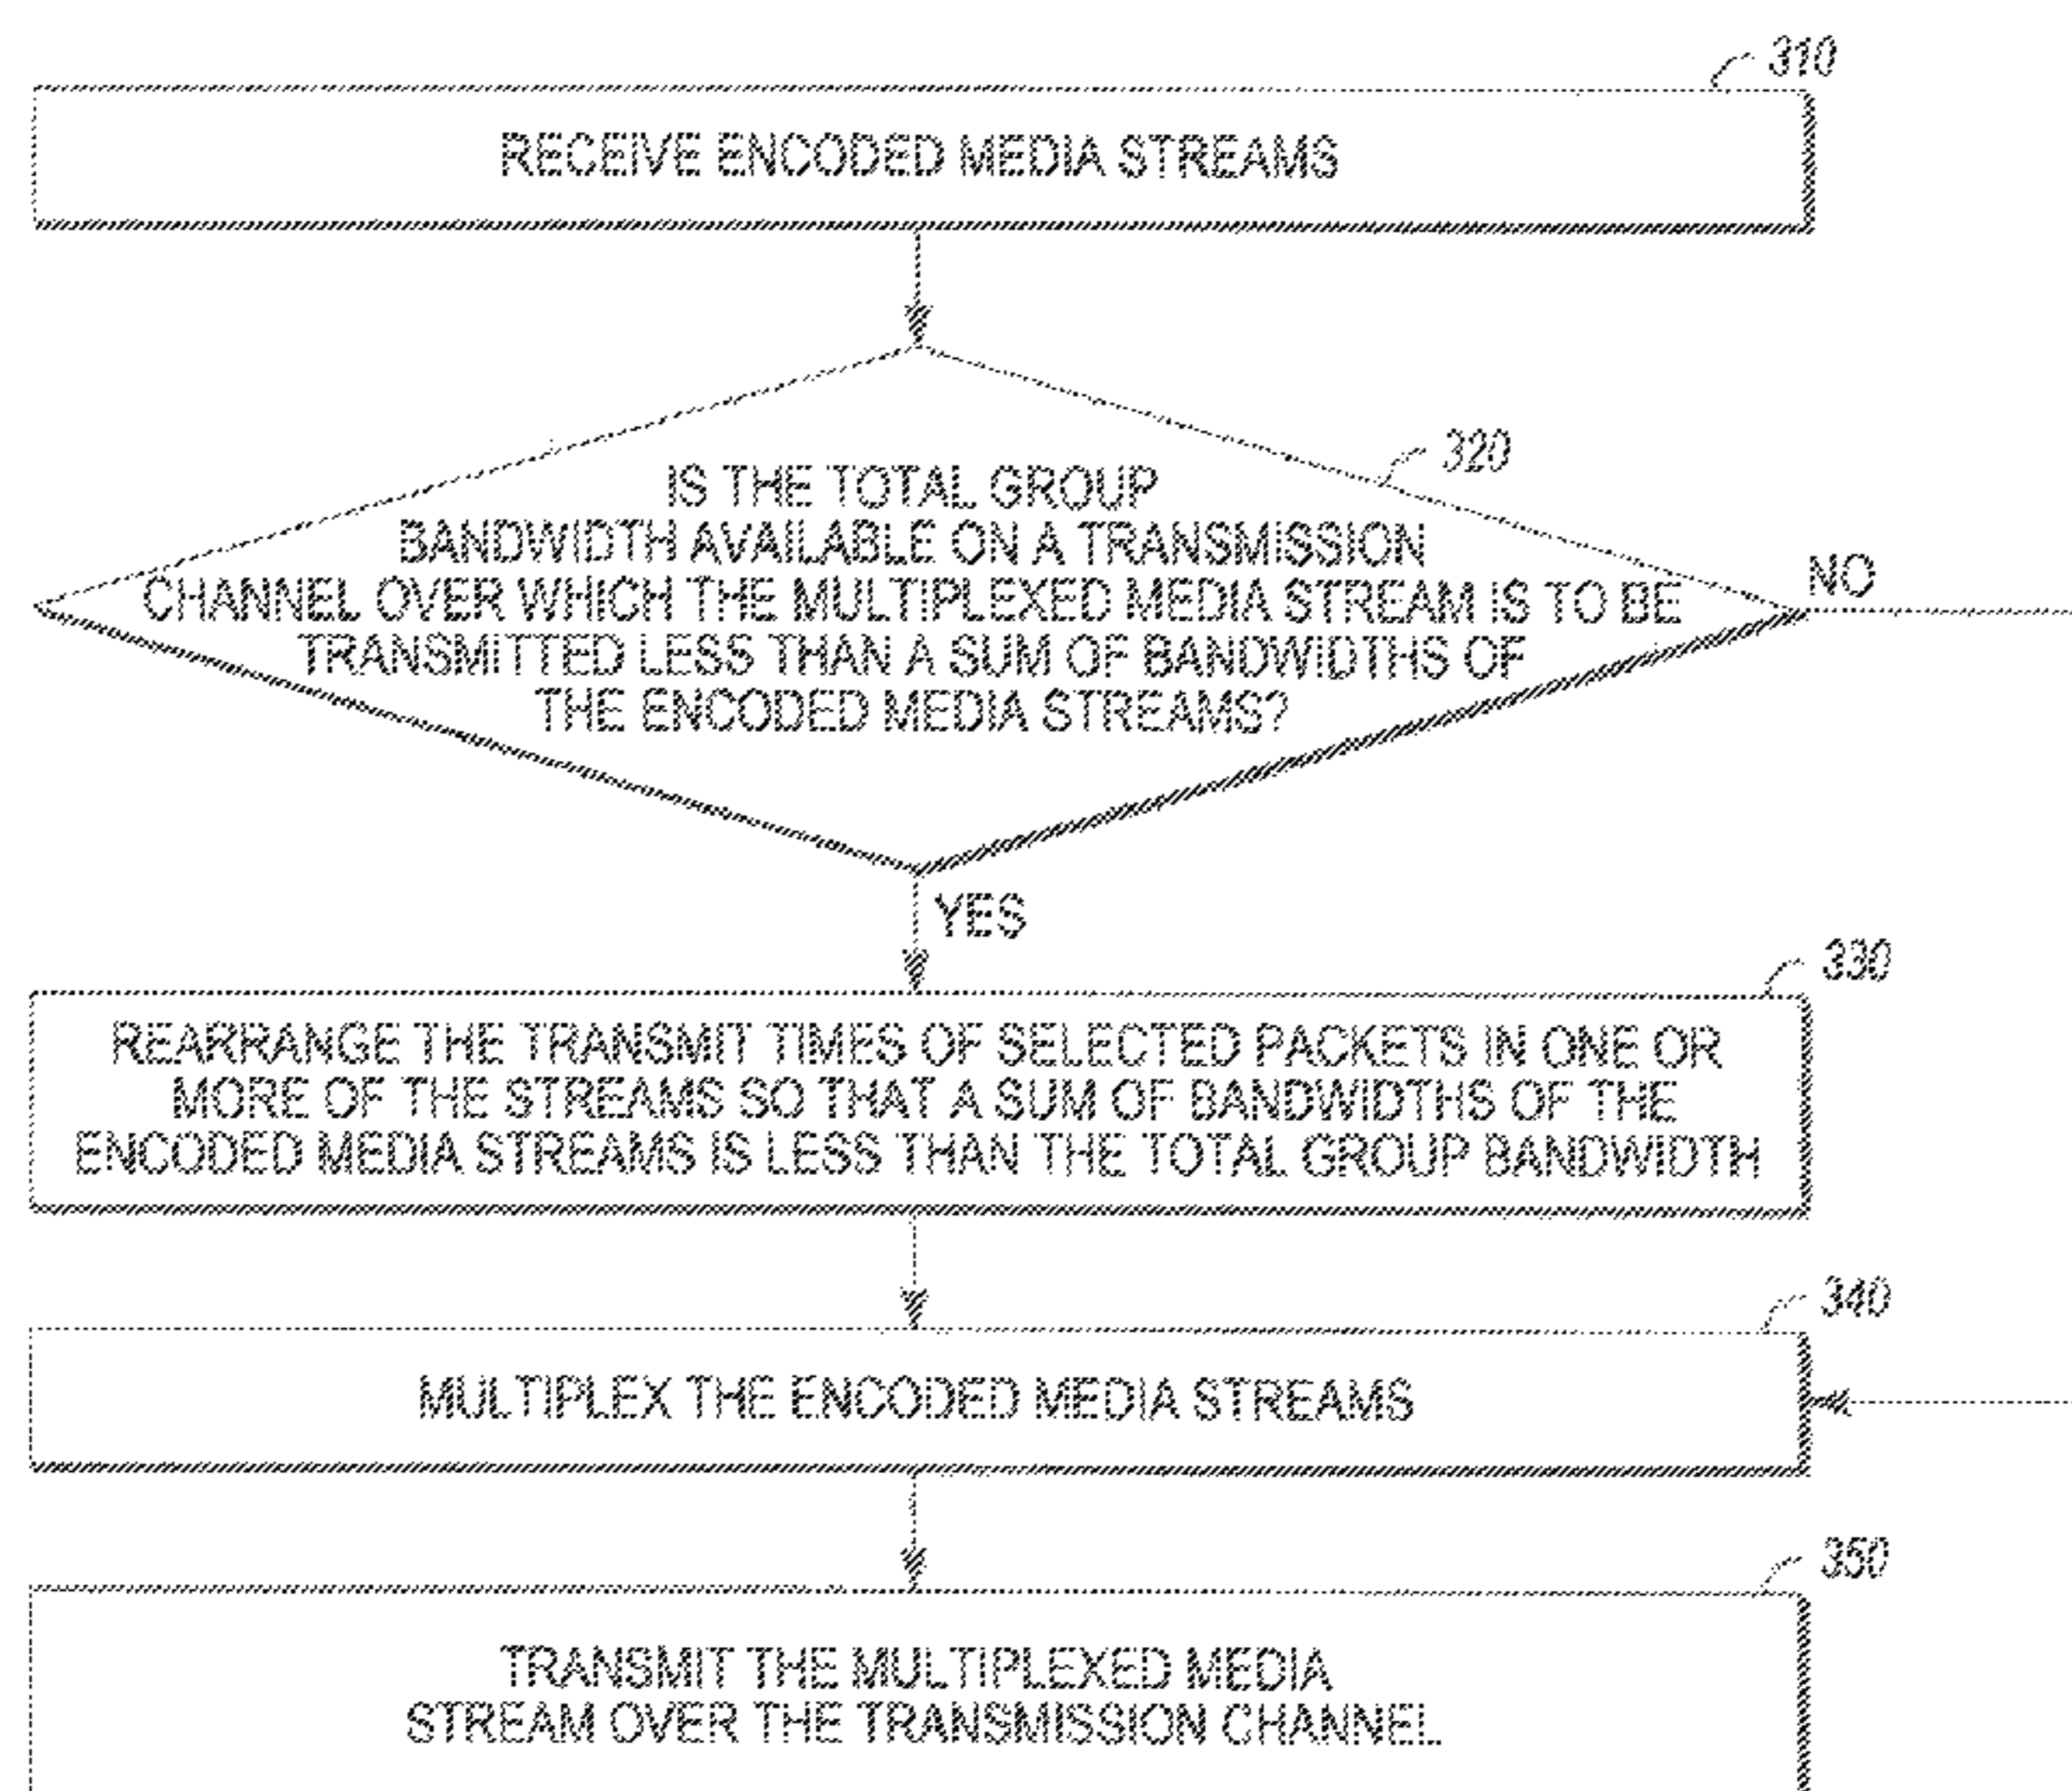 310
RECEIVE ENCODED MEDIA STREAMS
320
IS THE TOTAL GROUP
BANDWIDTH AVAILABLE ON A TRANSMISSION
CHANNEL OVER WHICH THE MULTIPLEXED MEDIA STREAM IS TO BE
TRANSMITTED LESS THAN A SUM OF BANDWIDTHS OF
THE ENCODED MEDIA STREAMS?
NO
YES
330
REARRANGE THE TRANSMIT TIMES OF SELECTED PACKETS IN ONE OR
MORE OF THE STREAMS SO THAT A SUM OF BANDWIDTHS OF THE
ENCODED MEDIA STREAMS IS LESS THAN THE TOTAL GROUP BANDWIDTH
340
MULTIPLEX THE ENCODED MEDIA STREAMS
350
TRANSMIT THE MULTIPLEXED MEDIA
STREAM OVER THE TRANSMISSION CHANNEL